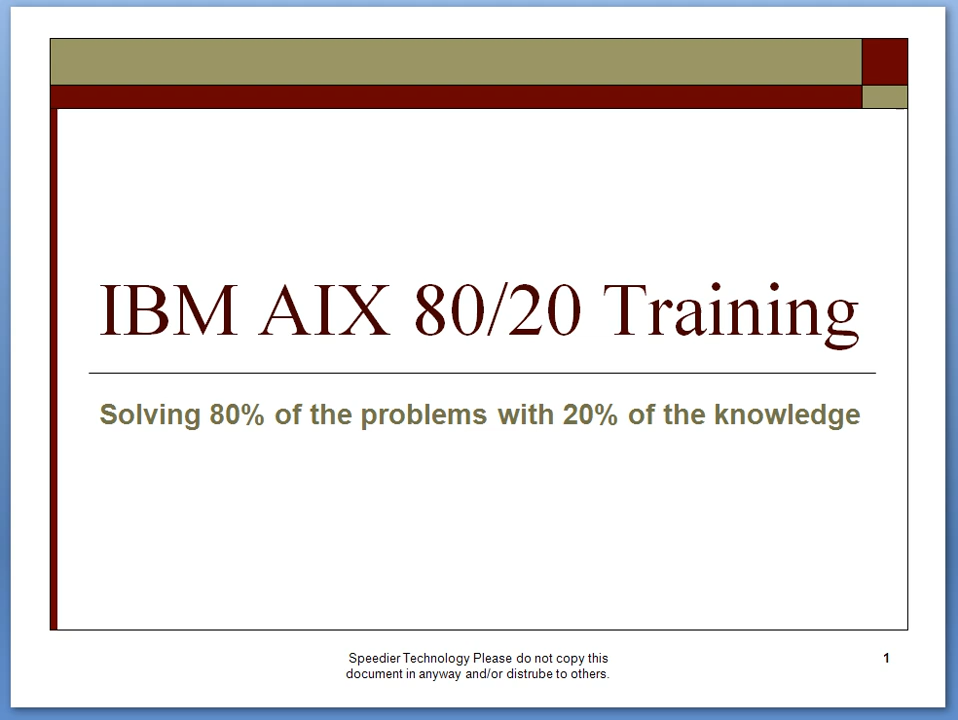 IBM AIX 80/20 Training
Solving 80% of the problems with 20% of the knowledge
Speedier Technology Please do not copy this
document in anyway and/or distrube to others.
1